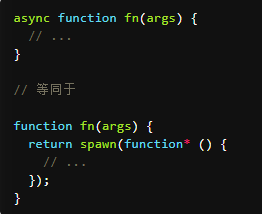 async function fn(args) {
  // ...
}
// 等同于
function fn(args) {
  return spawn(function* () {
    // ...
  });
}